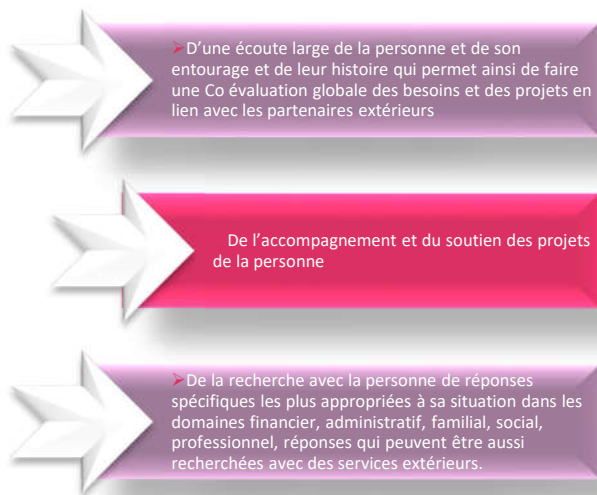 ➢D’une écoute large de la personne et de son
entourage et de leur histoire qui permet ainsi de faire
une Co évaluation globale des besoins et des projets en
lien avec les partenaires extérieurs
De l’accompagnement et du soutien des projets
de la personne
➢De la recherche avec la personne de réponses
spécifiques les plus appropriées à sa situation dans les
domaines financier, administratif, familial, social,
professionnel, réponses qui peuvent être aussi
recherchées avec des services extérieurs.